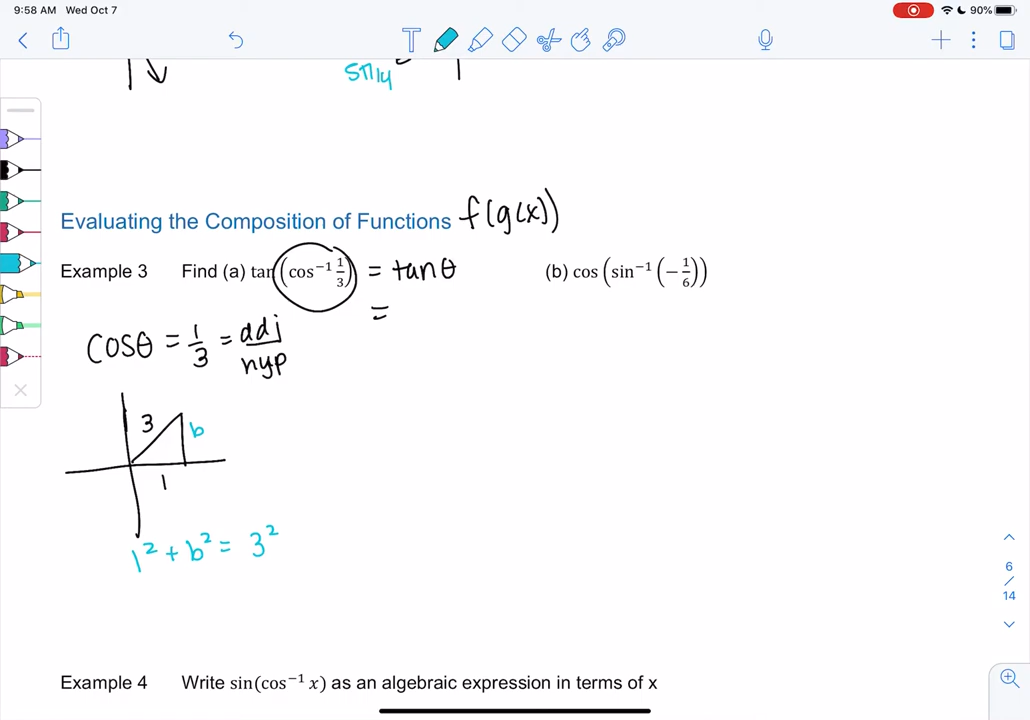 9:58 AM Wed Oct 7
90%
T
5π/4
Evaluating the Composition of Functions f(g(x))
Example 3 Find (a) tan(cos⁻¹ 1/3) = tanθ (b) cos (sin⁻¹ (−1/6))
=
cosθ = 1/3 = adj/hyp
3
b
1
1² + b² = 3²
6
/
14
Example 4 Write sin(cos⁻¹ x) as an algebraic expression in terms of x